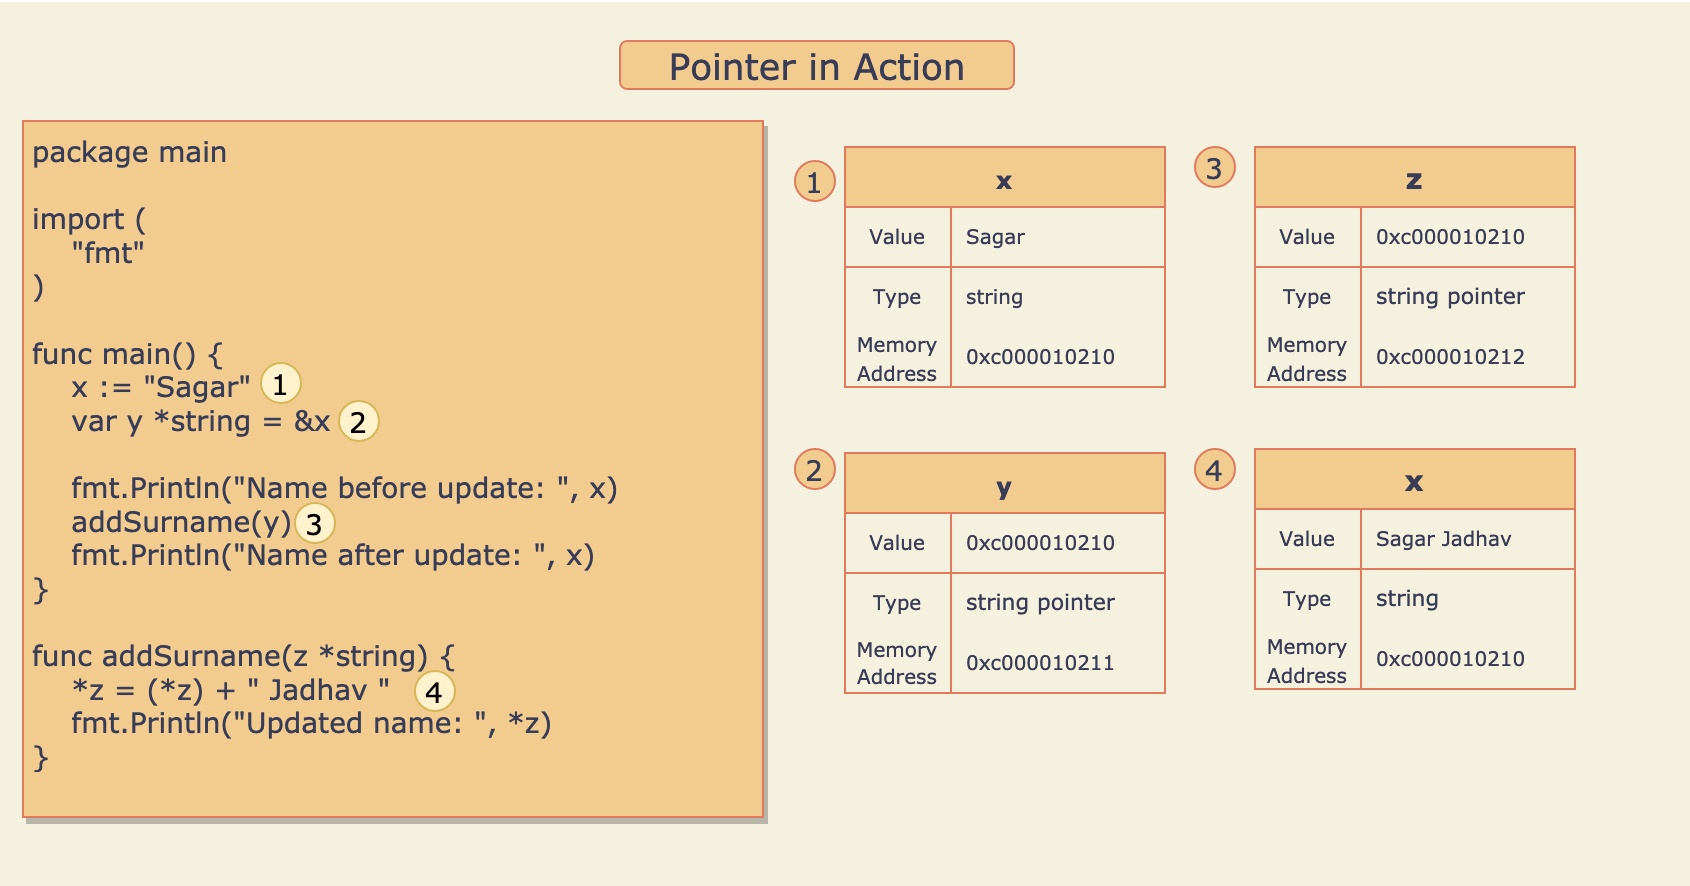 Pointer in Action
package main
import (
"fmt"
)
func main() {
x := "Sagar" 1
var y *string = &x 2
fmt.Println("Name before update: ", x)
addSurname(y) 3
fmt.Println("Name after update: ", x)
}
func addSurname(z *string) {
*z = (*z) + " Jadhav " 4
fmt.Println("Updated name: ", *z)
}
1
x
Value Sagar
Type string
Memory
Address 0xc000010210
2
y
Value 0xc000010210
Type string pointer
Memory
Address 0xc000010211
3
z
Value 0xc000010210
Type string pointer
Memory
Address 0xc000010212
4
x
Value Sagar Jadhav
Type string
Memory
Address 0xc000010210